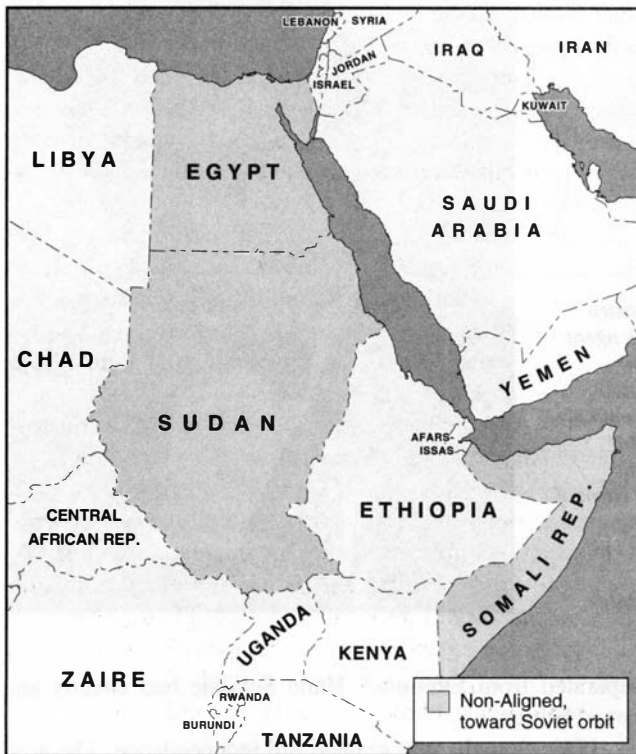 LEBANON
SYRIA
IRAQ
IRAN
JORDAN
ISRAEL
KUWAIT
LIBYA
EGYPT
SAUDI
ARABIA
CHAD
SUDAN
YEMEN
AFARS-
ISSAS
CENTRAL
AFRICAN REP.
ETHIOPIA
SOMALI REP.
UGANDA
KENYA
ZAIRE
RWANDA
BURUNDI
TANZANIA
Non-Aligned,
toward Soviet orbit